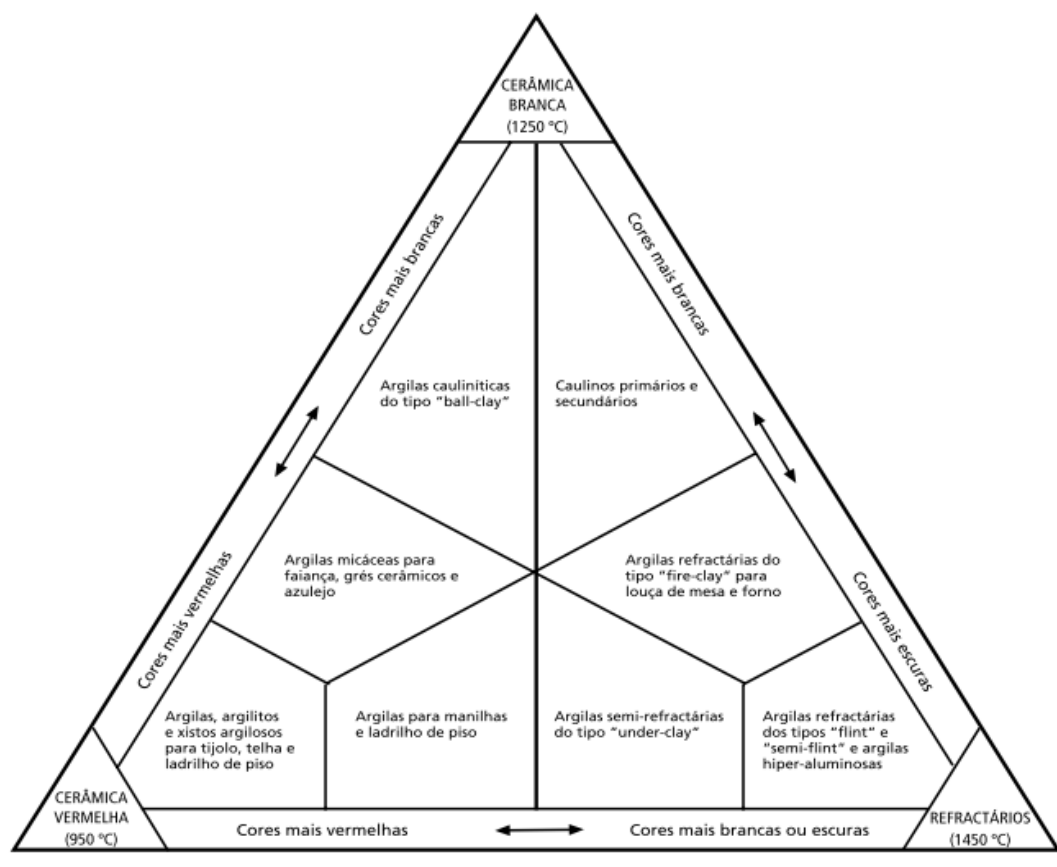 CERÂMICA
BRANCA
(1250 ºC)
Cores mais brancas
Cores mais brancas
Argilas cauliníticas
do tipo “ball-clay”
Caulinos primários e
secundários
Cores mais vermelhas
Argilas micáceas para
faiança, grés cerâmicos e
azulejo
Argilas refractárias do
tipo “fire-clay” para
louça de mesa e forno
Cores mais escuras
Argilas, argilitos
e xistos argilosos
para tijolo, telha e
ladrilho de piso
Argilas para manilhas
e ladrilho de piso
Argilas semi-refractárias
do tipo “under-clay”
Argilas refractárias
dos tipos “flint” e
“semi-flint” e argilas
hiper-aluminosas
CERÂMICA
VERMELHA
(950 ºC)
Cores mais vermelhas
Cores mais brancas ou escuras
REFRACTÁRIOS
(1450 ºC)